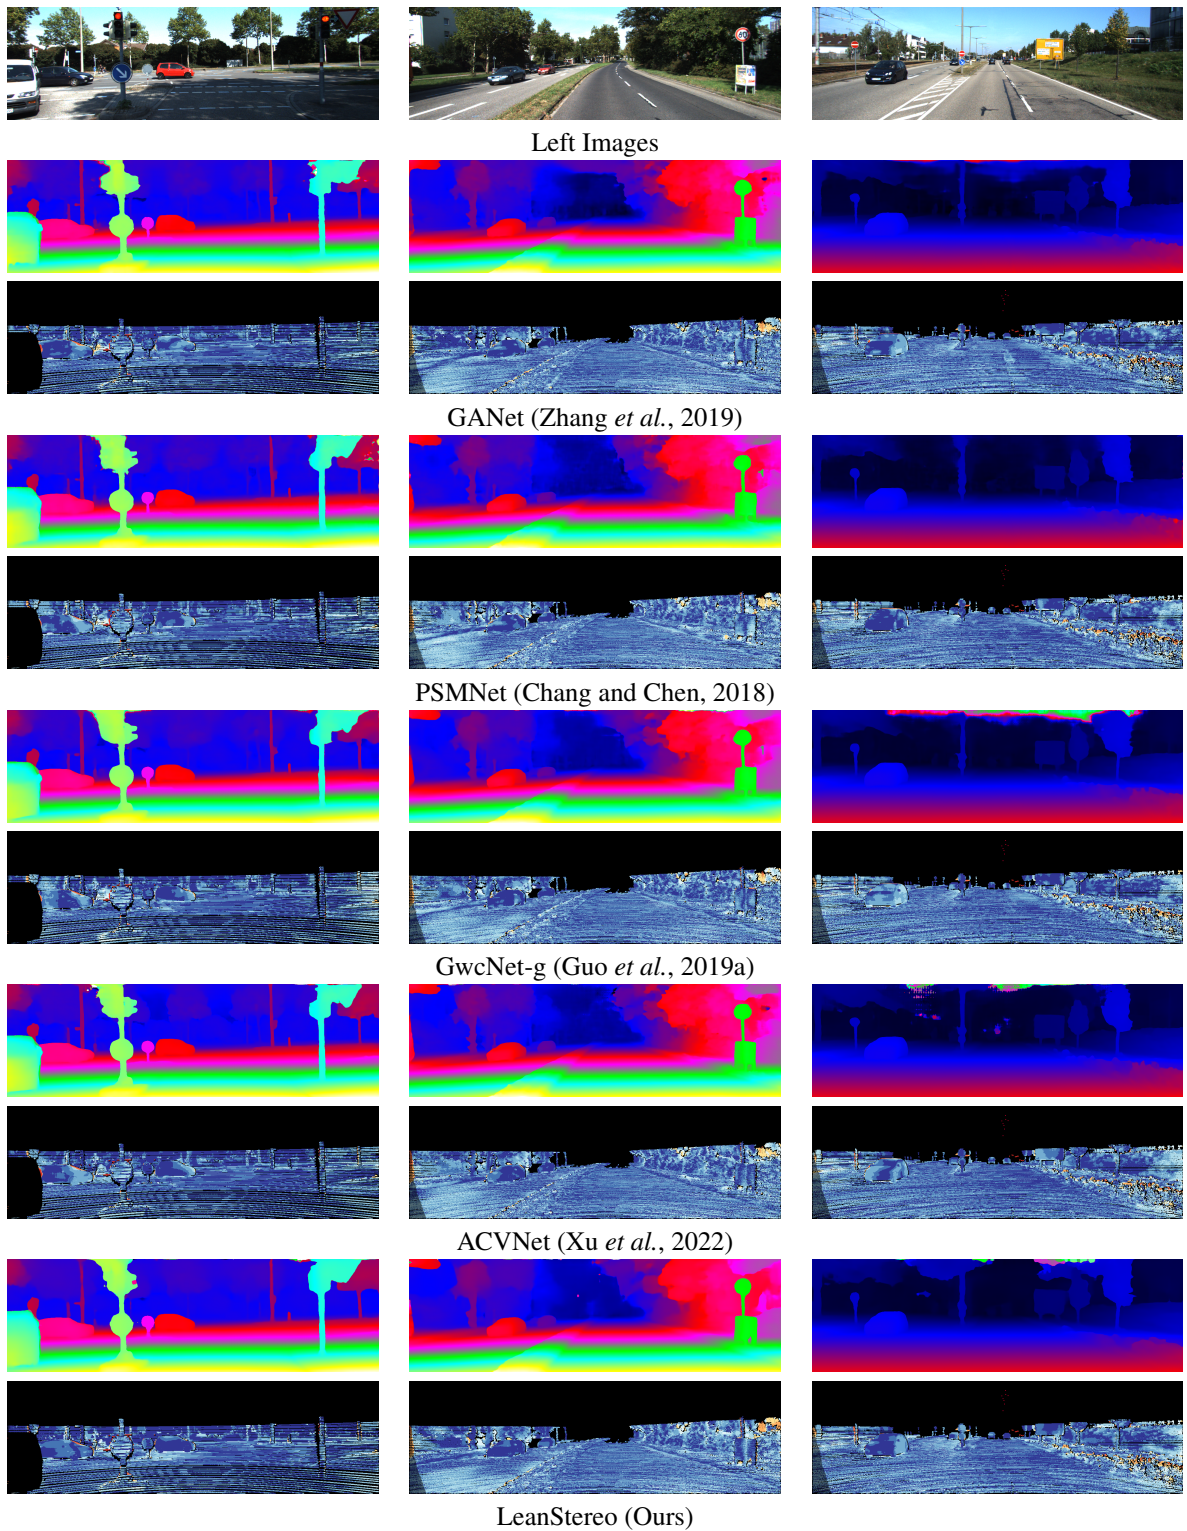 Left Images
GANet (Zhang et al., 2019)
PSMNet (Chang and Chen, 2018)
GwcNet-g (Guo et al., 2019a)
ACVNet (Xu et al., 2022)
LeanStereo (Ours)